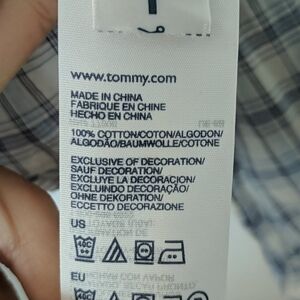 www.tommy.com
MADE IN CHINA
FABRIQUE EN CHINE
HECHO EN CHINA
100% COTTON/COTON/ALGODON/
ALGODÃO/BAUMWOLLE/COTONE
EXCLUSIVE OF DECORATION/
SAUF DECORATION/
EXCLUYE LA DECORACION/
EXCLUINDO DECORAÇÃO/
OHNE DEKORATION/
ECCETTO DECORAZIONE
US
EU